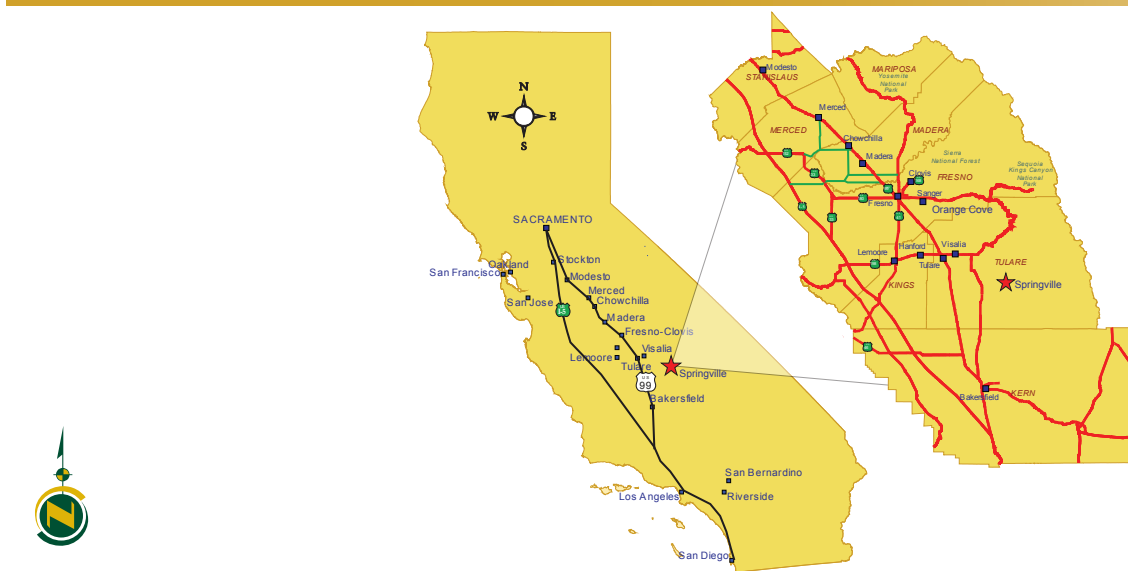 N
W E
S
SACRAMENTO
Stockton
Oakland
San Francisco
Modesto
Merced
San Jose
Chowchilla
I-5
Madera
Fresno-Clovis
Visalia
Lemoore
Tulare
Springville
U S
99
Bakersfield
San Bernardino
Los Angeles
Riverside
San Diego
N
Modesto
STANISLAUS
MARIPOSA
Yosemite
National
Park
Merced
MERCED
MADERA
Chowchilla
Madera
Sierra
National Forest
Sequoia
Kings Canyon
National
Park
Clovis
FRESNO
Sanger
Fresno
Orange Cove
Lemoore
Hanford
Visalia
Tulare
TULARE
KINGS
Springville
Bakersfield
KERN